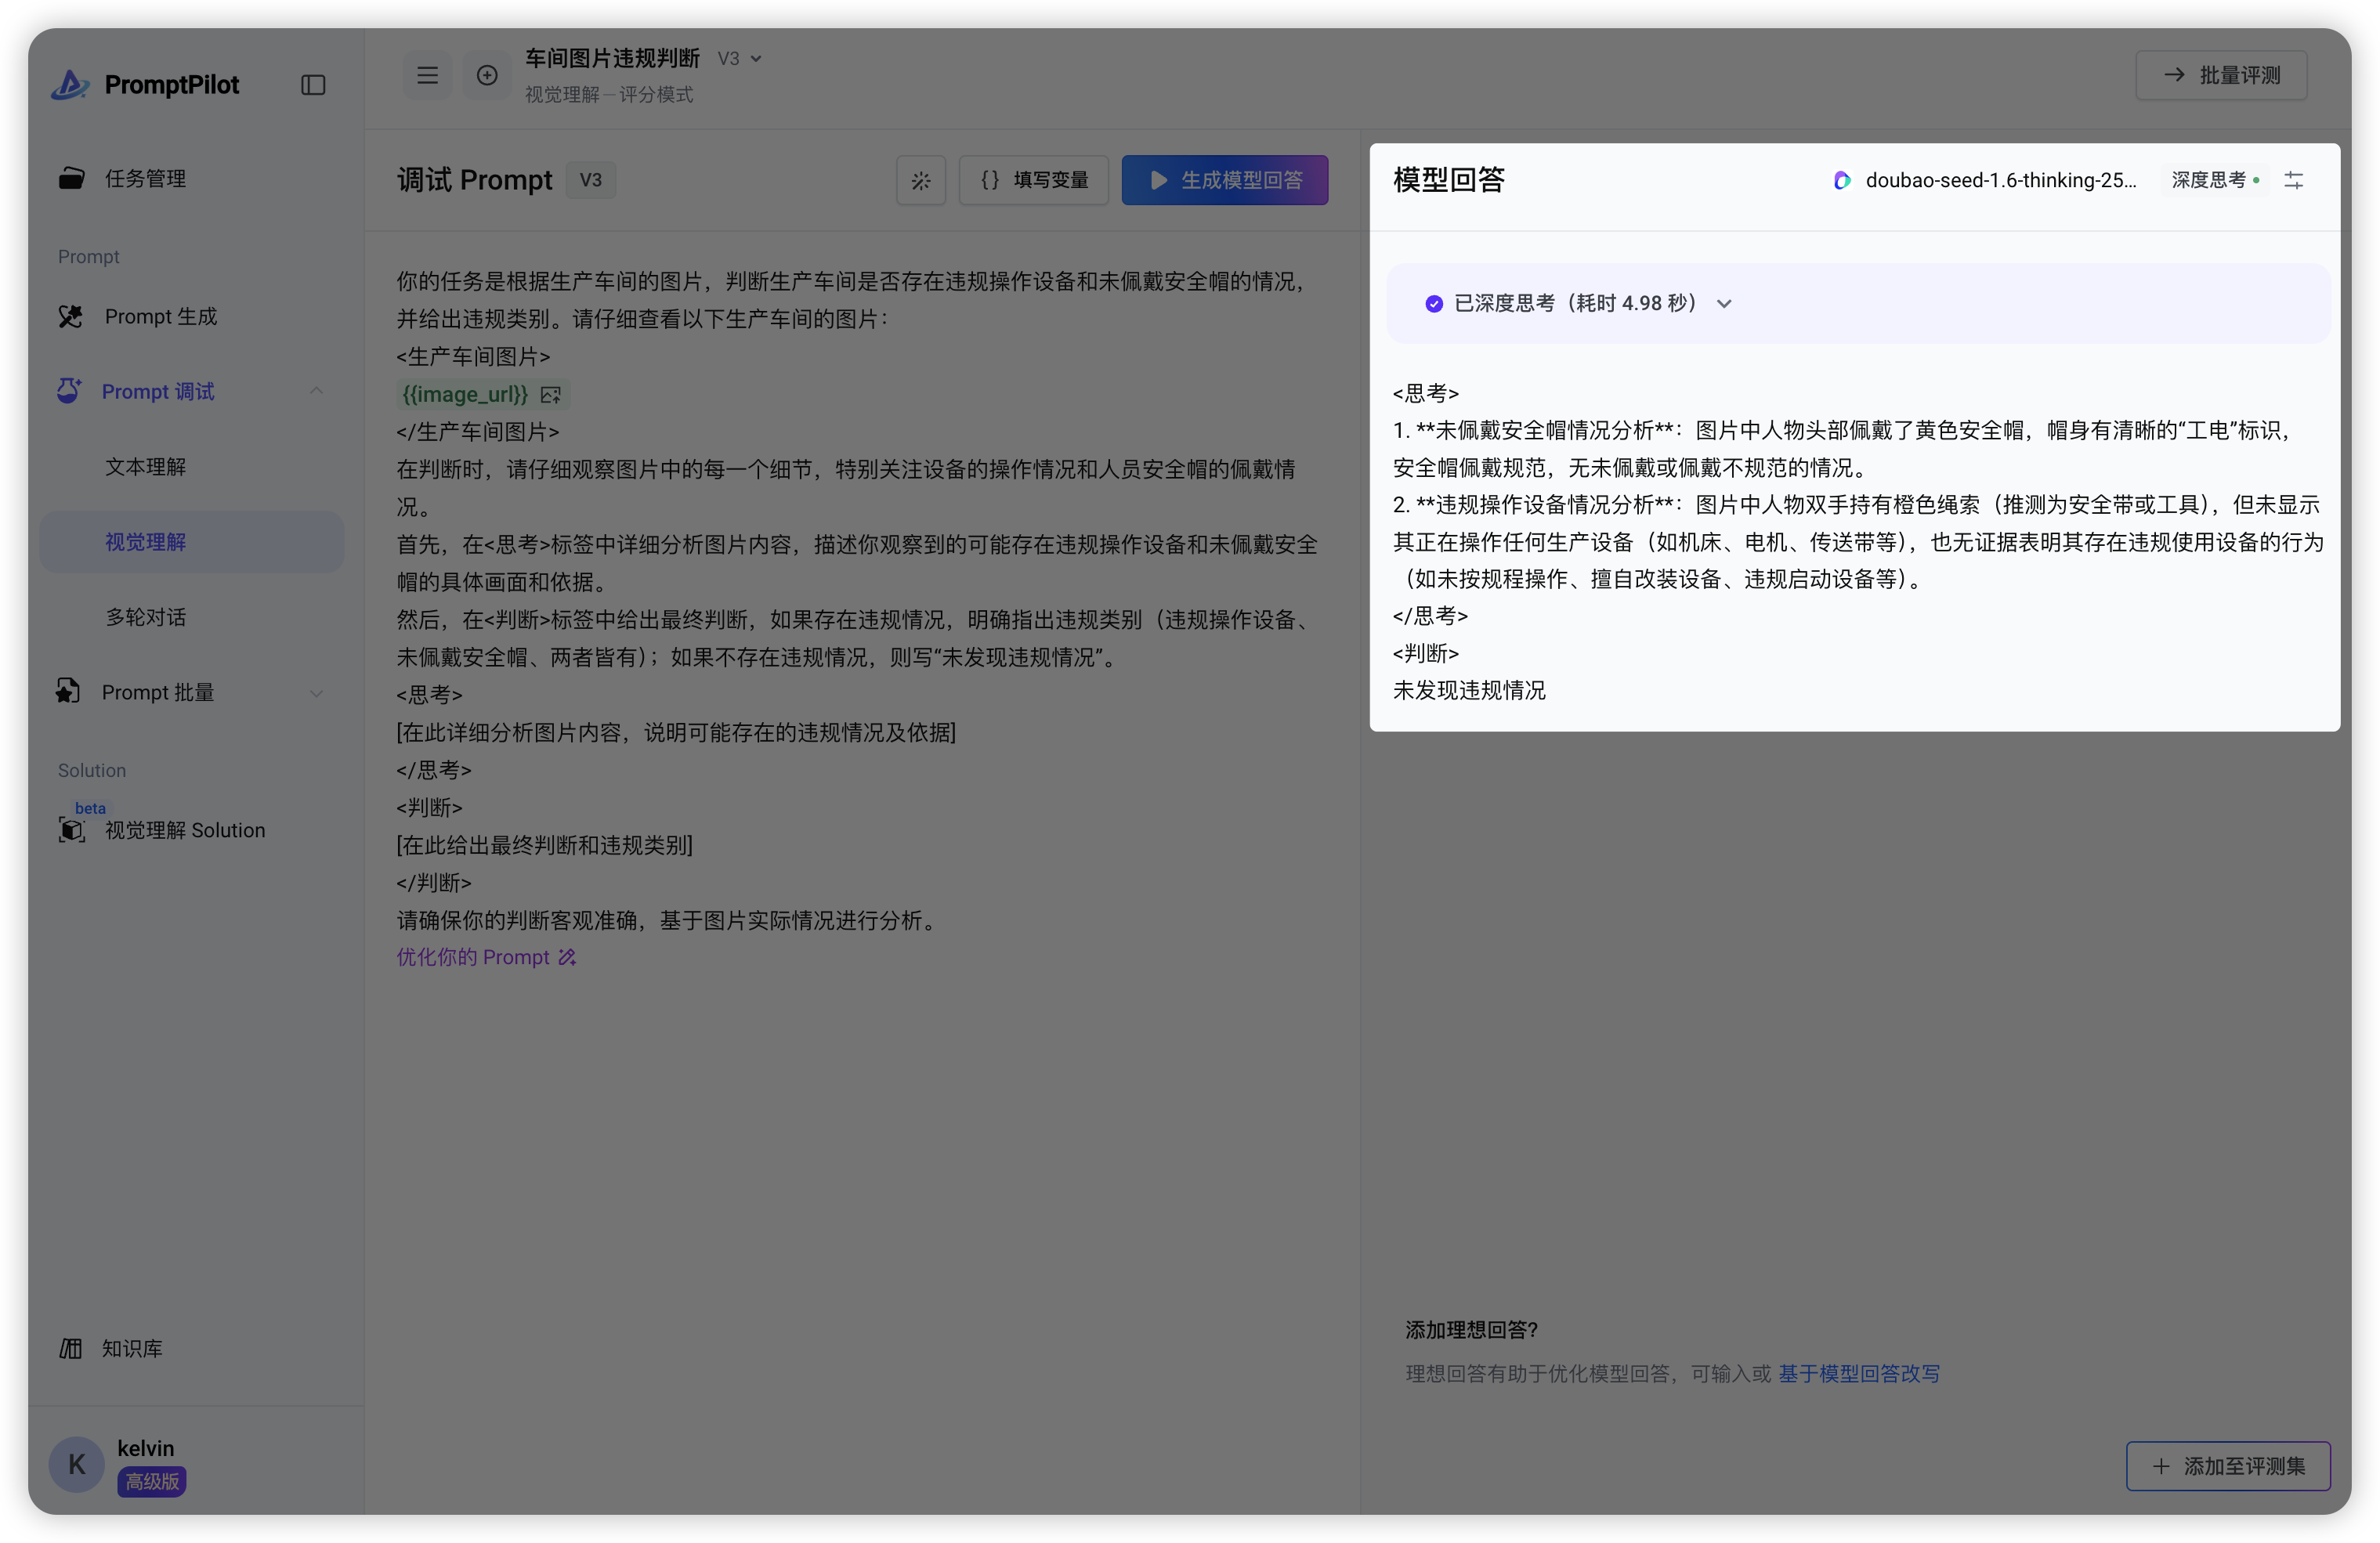 PromptPilot
任务管理
Prompt
Prompt 生成
Prompt 调试
文本理解
视觉理解
多轮对话
Prompt 批量
Solution
beta
视觉理解 Solution
知识库
K
kelvin
高级版
车间图片违规判断 V3
视觉理解—评分模式
批量评测
调试 Prompt V3
{} 填写变量
生成模型回答
你的任务是根据生产车间的图片，判断生产车间是否存在违规操作设备和未佩戴安全帽的情况，
并给出违规类别。请仔细查看以下生产车间的图片：
<生产车间图片>
{{image_url}}
</生产车间图片>
在判断时，请仔细观察图片中的每一个细节，特别关注设备的操作情况和人员安全帽的佩戴情
况。
首先，在<思考>标签中详细分析图片内容，描述你观察到的可能存在违规操作设备和未佩戴安全
帽的具体画面和依据。
然后，在<判断>标签中给出最终判断，如果存在违规情况，明确指出违规类别（违规操作设备、
未佩戴安全帽、两者皆有）；如果不存在违规情况，则写“未发现违规情况”。
<思考>
[在此详细分析图片内容，说明可能存在的违规情况及依据]
</思考>
<判断>
[在此给出最终判断和违规类别]
</判断>
请确保你的判断客观准确，基于图片实际情况进行分析。
优化你的 Prompt
模型回答
doubao-seed-1.6-thinking-25...
深度思考
已深度思考（耗时 4.98 秒）
<思考>
1. **未佩戴安全帽情况分析**：图片中人物头部佩戴了黄色安全帽，帽身有清晰的“工电”标识，
安全帽佩戴规范，无未佩戴或佩戴不规范的情况。
2. **违规操作设备情况分析**：图片中人物双手持有橙色绳索（推测为安全带或工具），但未显示
其正在操作任何生产设备（如机床、电机、传送带等），也无证据表明其存在违规使用设备的行为
（如未按规程操作、擅自改装设备、违规启动设备等）。
</思考>
<判断>
未发现违规情况
添加理想回答?
理想回答有助于优化模型回答，可输入或 基于模型回答改写
添加至评测集